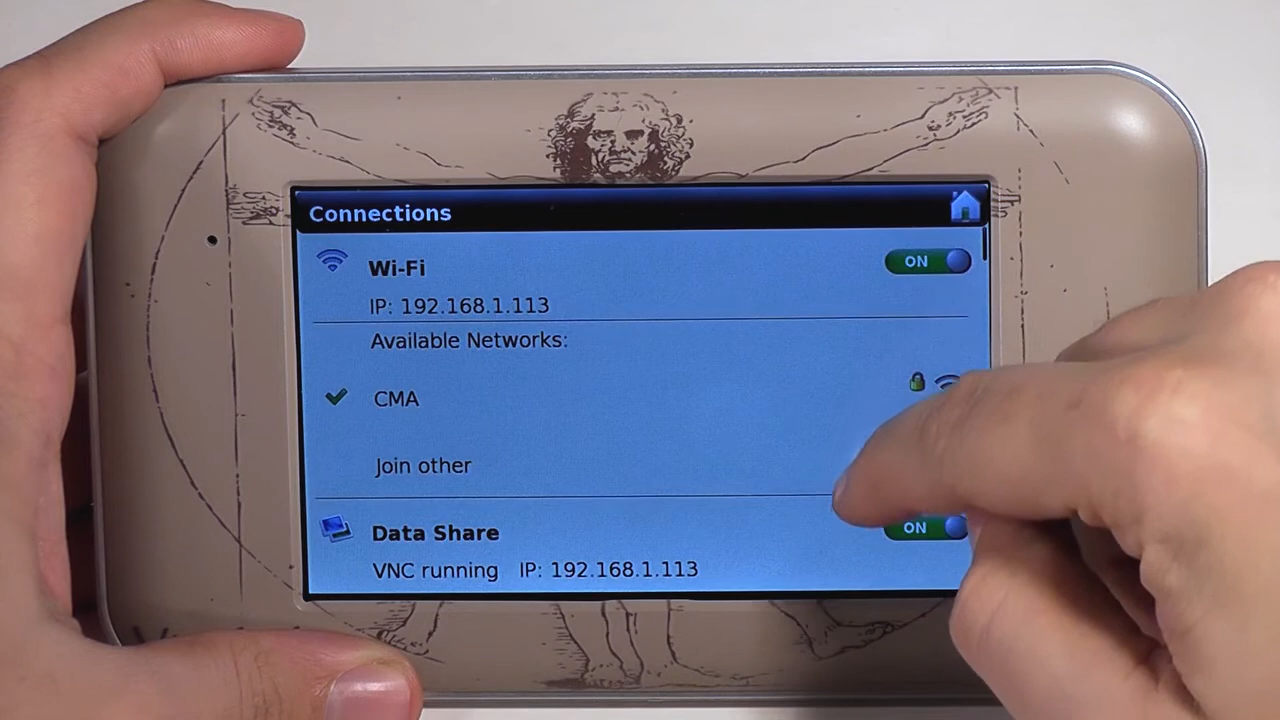 Connections
Wi-Fi
ON
IP: 192.168.1.113
Available Networks:
CMA
Join other
Data Share
ON
VNC running IP: 192.168.1.113